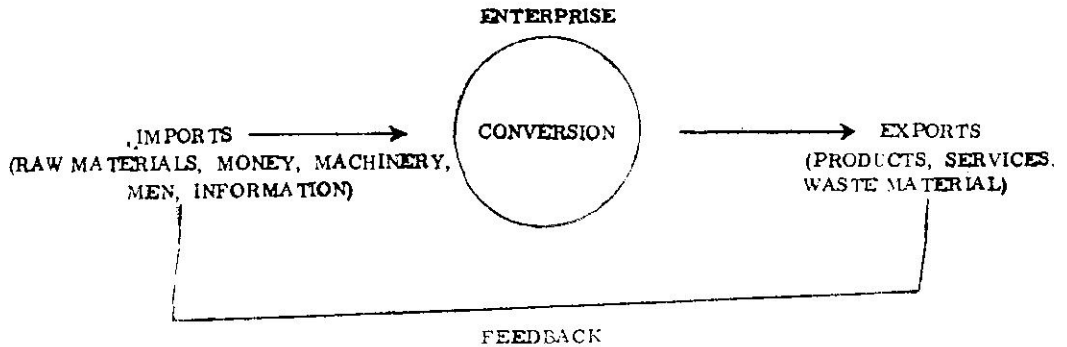 ENTERPRISE
CONVERSION
IMPORTS
(RAW MATERIALS, MONEY, MACHINERY,
MEN, INFORMATION)
EXPORTS
(PRODUCTS, SERVICES.
WASTE MATERIAL)
FEEDBACK